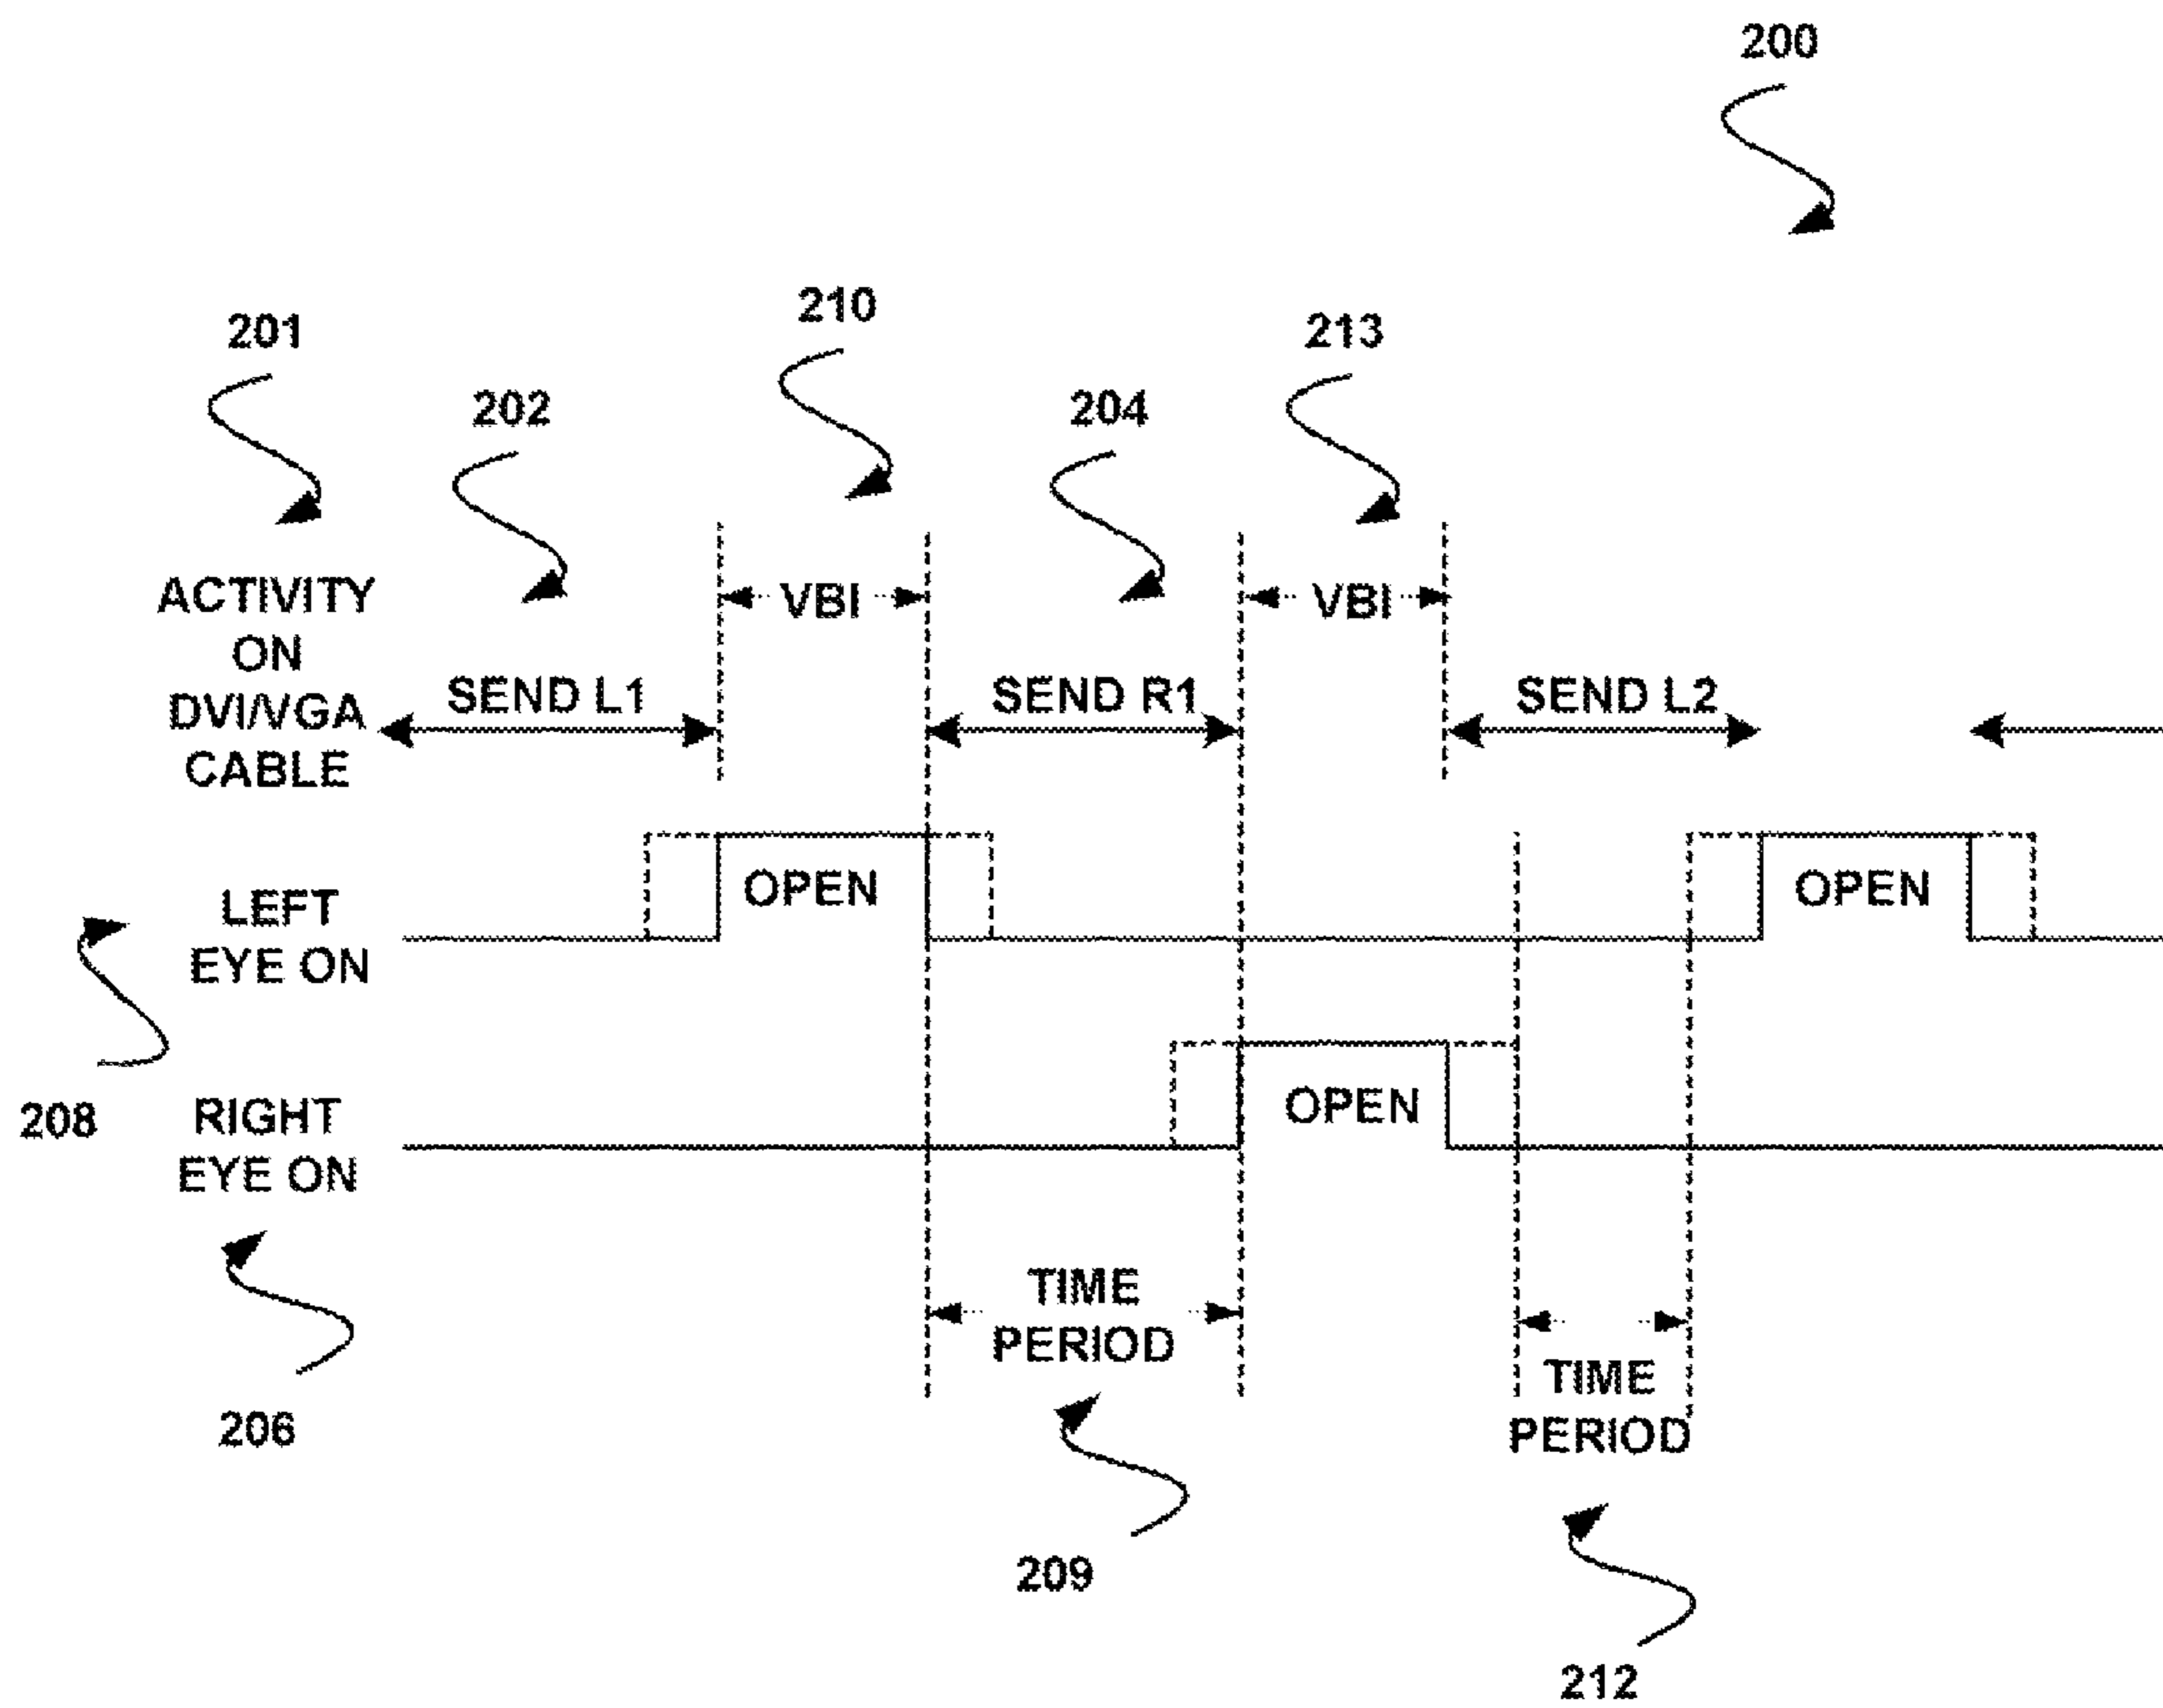 200
210
201
213
202
204
ACTIVITY
ON
DVI/VGA
CABLE
VBI
VBI
SEND L1
SEND R1
SEND L2
LEFT
EYE ON
OPEN
OPEN
208
RIGHT
EYE ON
OPEN
206
TIME
PERIOD
209
TIME
PERIOD
212